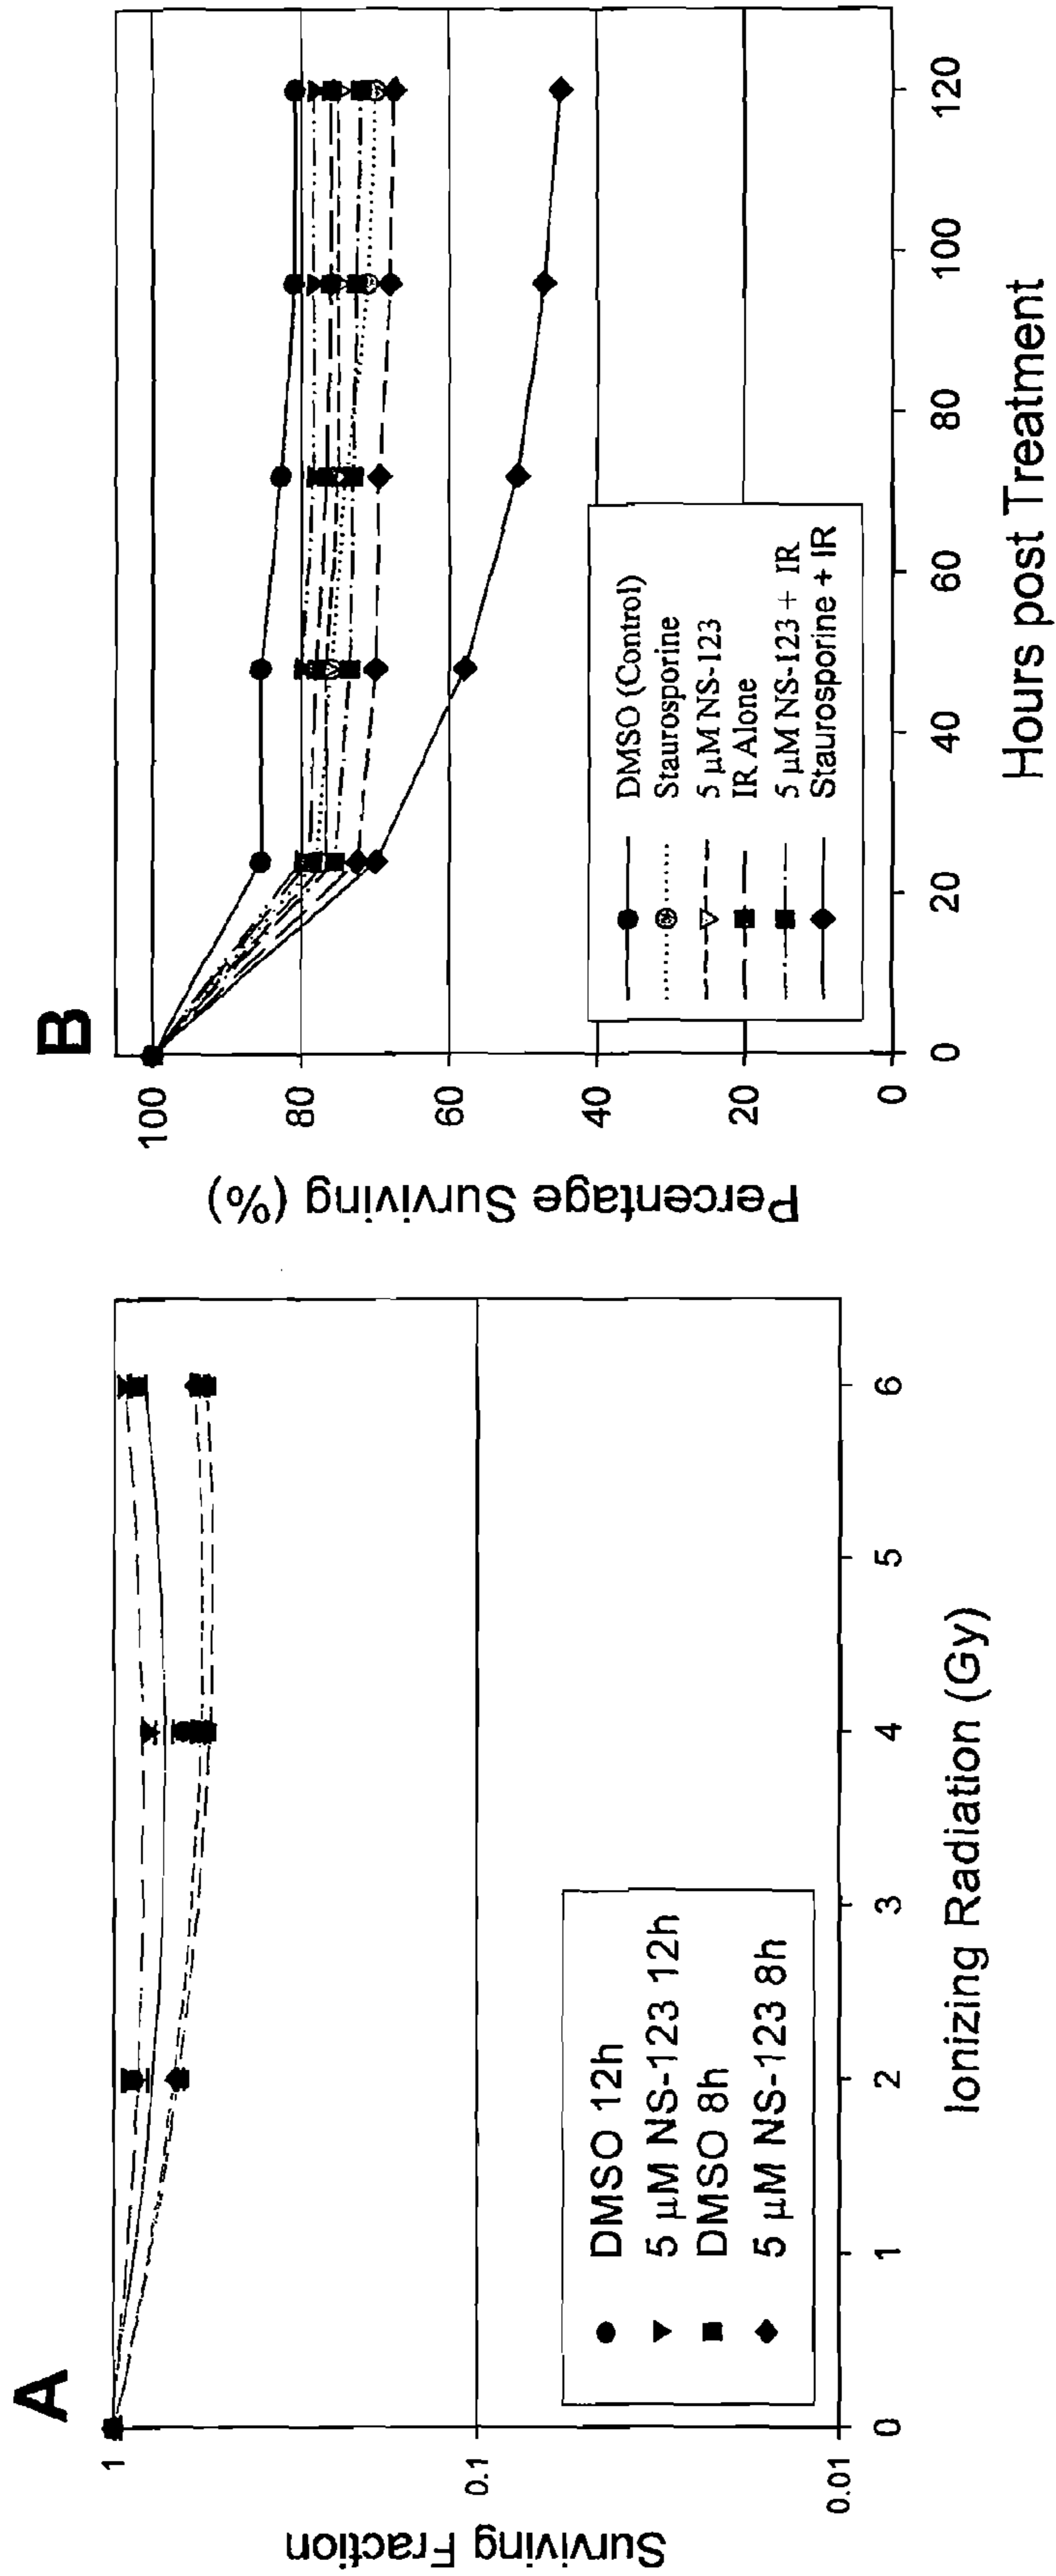 A
Surviving Fraction
1
0.1
0.01
0 1 2 3 4 5 6
Ionizing Radiation (Gy)
DMSO 12h
5 µM NS-123 12h
DMSO 8h
5 µM NS-123 8h
B
Percentage Surviving (%)
100
80
60
40
20
0
0 20 40 60 80 100 120
Hours post Treatment
DMSO (Control)
Staurosporine
5 µM NS-123
IR Alone
5 µM NS-123 + IR
Staurosporine + IR